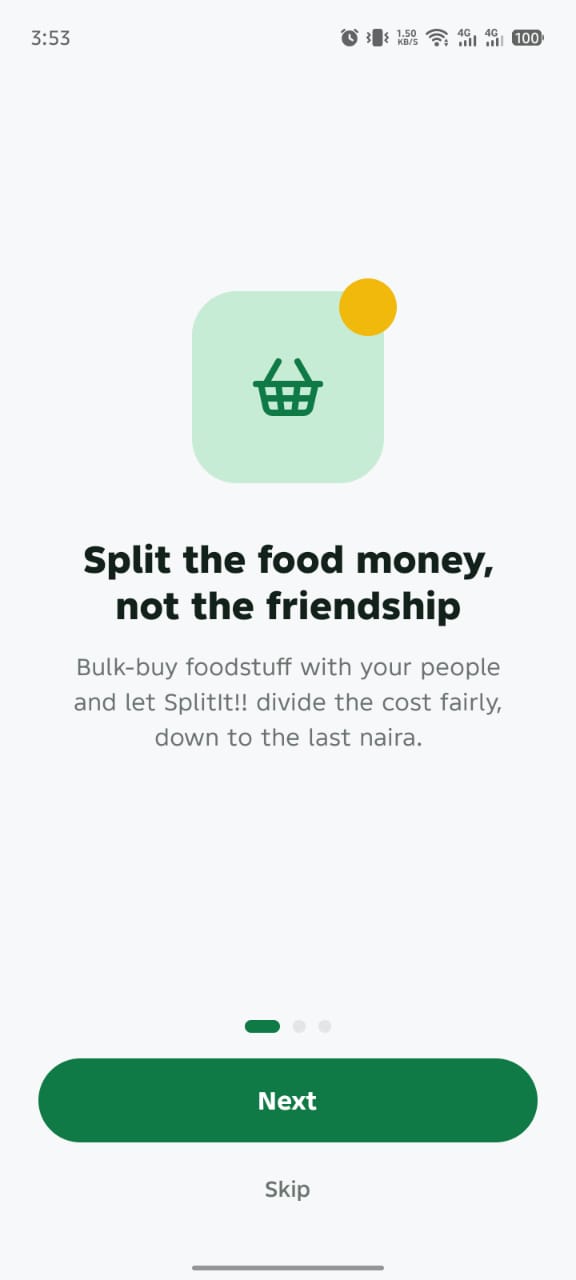 3:53
1.50
KB/S
4G
4G
100
Split the food money,
not the friendship
Bulk-buy foodstuff with your people
and let SplitIt!! divide the cost fairly,
down to the last naira.
Next
Skip